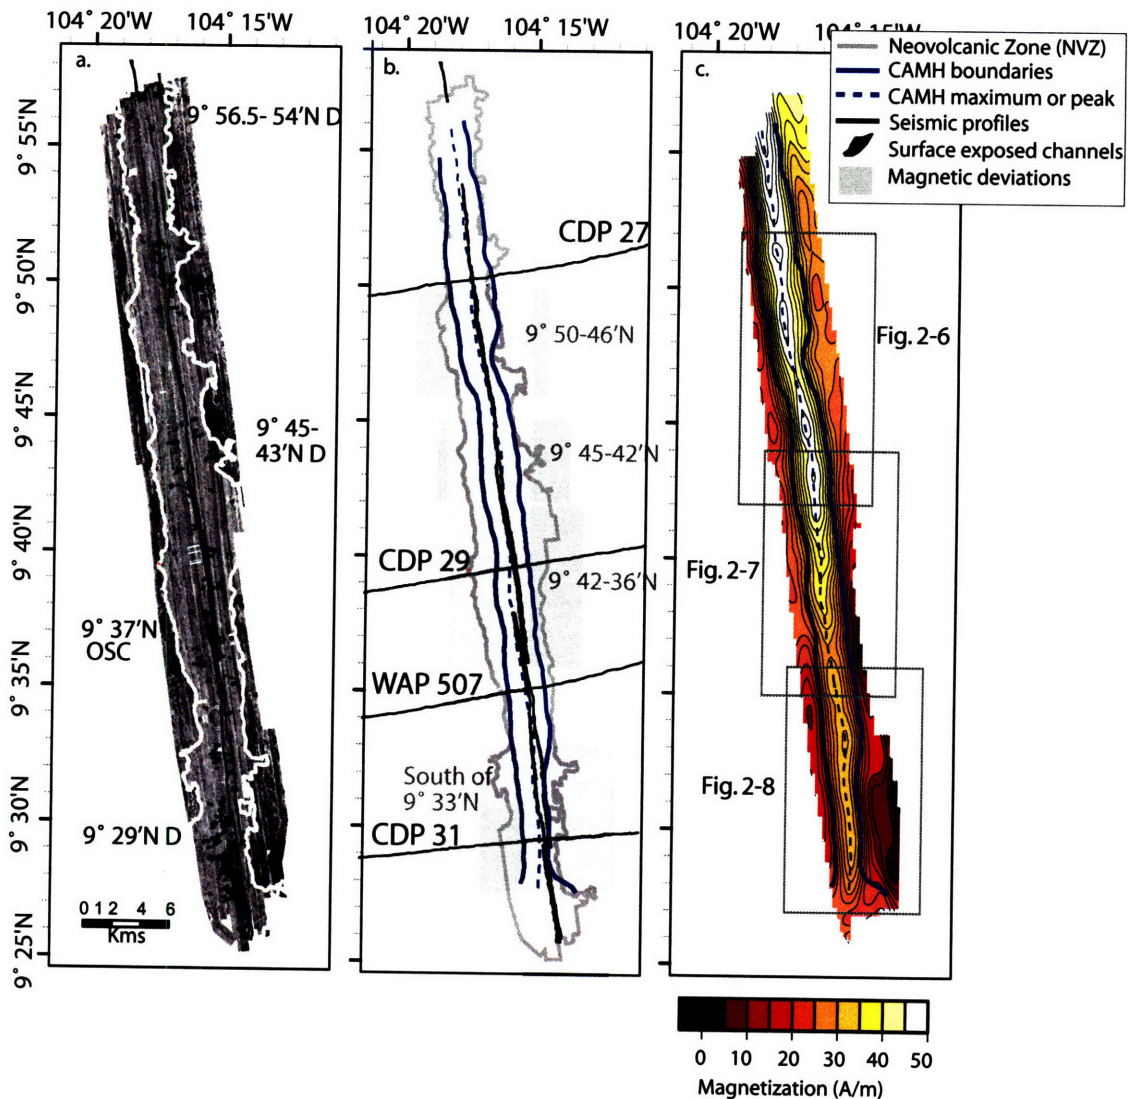 104° 20'W 104° 15'W
104° 20'W 104° 15'W
104° 20'W 104° 15'W
a.
b.
c.
Neovolcanic Zone (NVZ)
CAMH boundaries
CAMH maximum or peak
Seismic profiles
Surface exposed channels
Magnetic deviations
9° 55'N
9° 50'N
9° 45'N
9° 40'N
9° 35'N
9° 30'N
9° 25'N
9° 56.5- 54'N D
9° 45-
43'N D
9° 37'N
OSC
9° 29'N D
0 1 2 4 6
Kms
CDP 27
9° 50-46'N
9° 45-42'N
CDP 29
9° 42-36'N
WAP 507
South of
9° 33'N
CDP 31
Fig. 2-6
Fig. 2-7
Fig. 2-8
0 10 20 30 40 50
Magnetization (A/m)